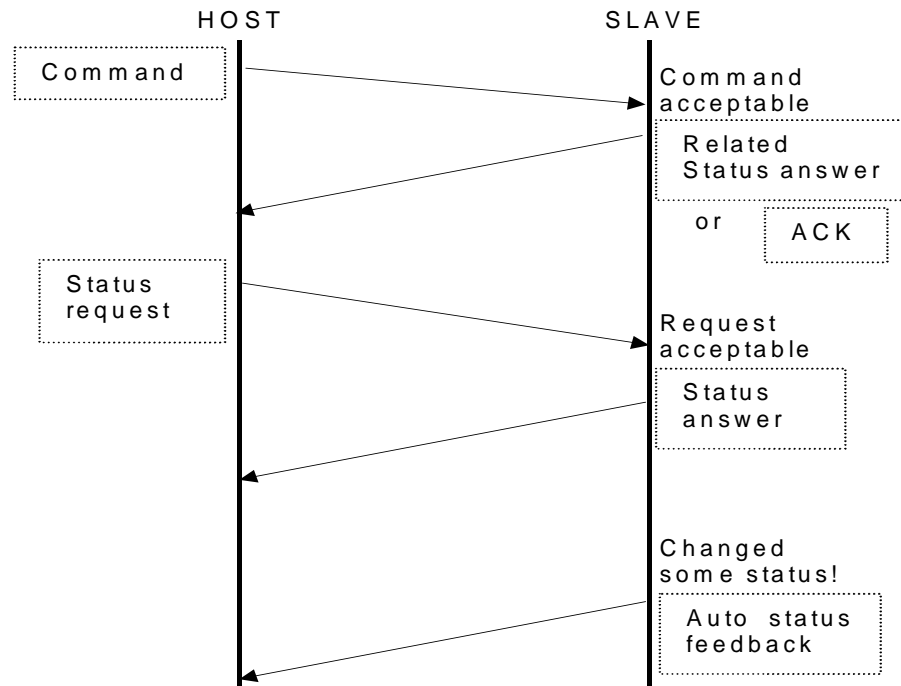 HOST
SLAVE
Command
Command
acceptable
Related
Status answer
or
ACK
Status
request
Request
acceptable
Status
answer
Changed
some status!
Auto status
feedback